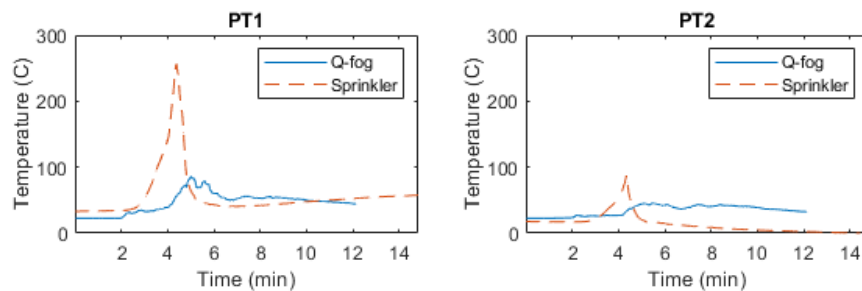 PT1
300
200
100
0
Temperature (C)
Q-fog
Sprinkler
2 4 6 8 10 12 14
Time (min)
PT2
300
200
100
0
Temperature (C)
Q-fog
Sprinkler
2 4 6 8 10 12 14
Time (min)